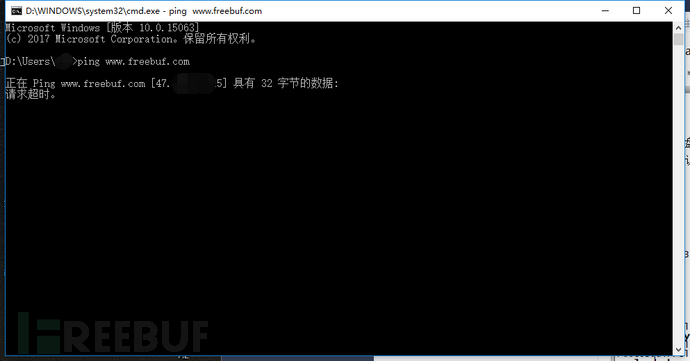 D:\WINDOWS\system32\cmd.exe - ping www.freebuf.com
Microsoft Windows [版本 10.0.15063]
(c) 2017 Microsoft Corporation。保留所有权利。
D:\Users\ >ping www.freebuf.com
正在 Ping www.freebuf.com [47. 5] 具有 32 字节的数据:
请求超时。
FREEBUF